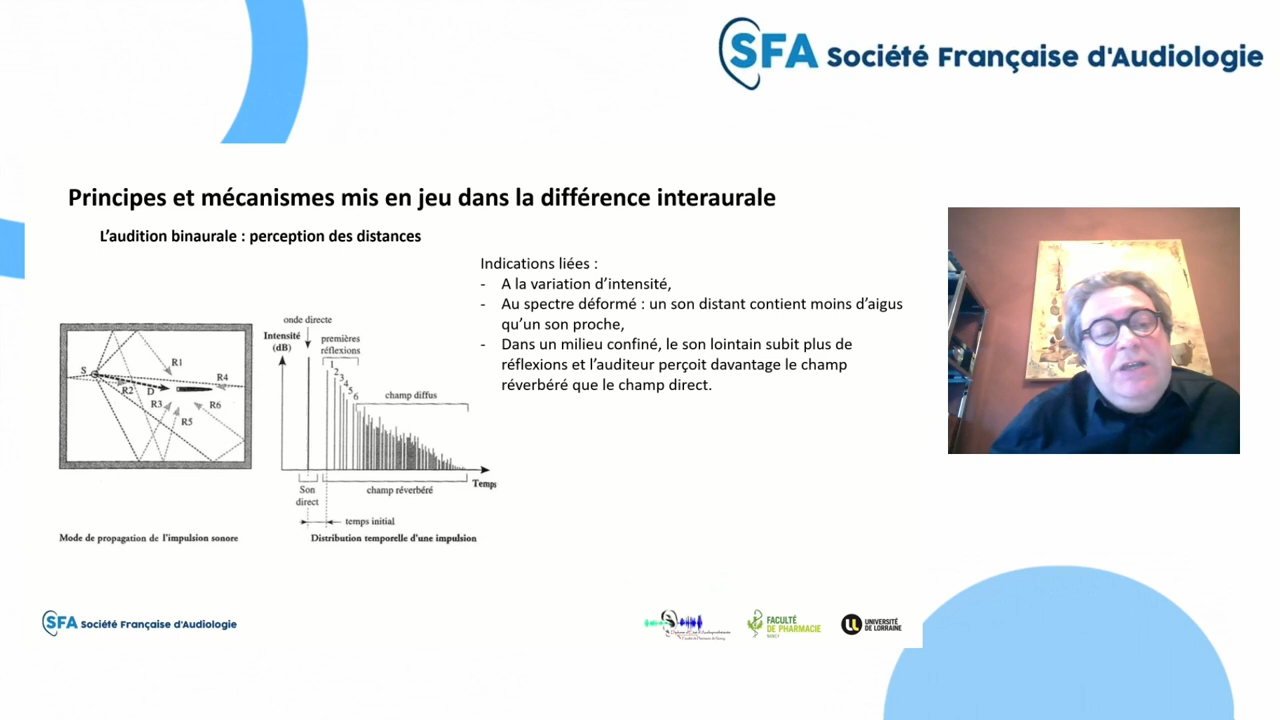 SFA Société Française d'Audiologie
Principes et mécanismes mis en jeu dans la différence interaurale
L'audition binaurale : perception des distances
Indications liées :
- A la variation d'intensité,
- Au spectre déformé : un son distant contient moins d'aigus
qu'un son proche,
- Dans un milieu confiné, le son lointain subit plus de
réflexions et l'auditeur perçoit davantage le champ
réverbéré que le champ direct.
S
R1
R2
D
R3
R4
R5
R6
Mode de propagation de l'impulsion sonore
onde directe
Intensité
(dB)
premières
réflexions
1
2
3
4
5
6
champ diffus
Son
direct
champ réverbéré
Temps
temps initial
Distribution temporelle d'une impulsion
SFA Société Française d'Audiologie
FACULTÉ
DE PHARMACIE
NANCY
UNIVERSITÉ
DE LORRAINE